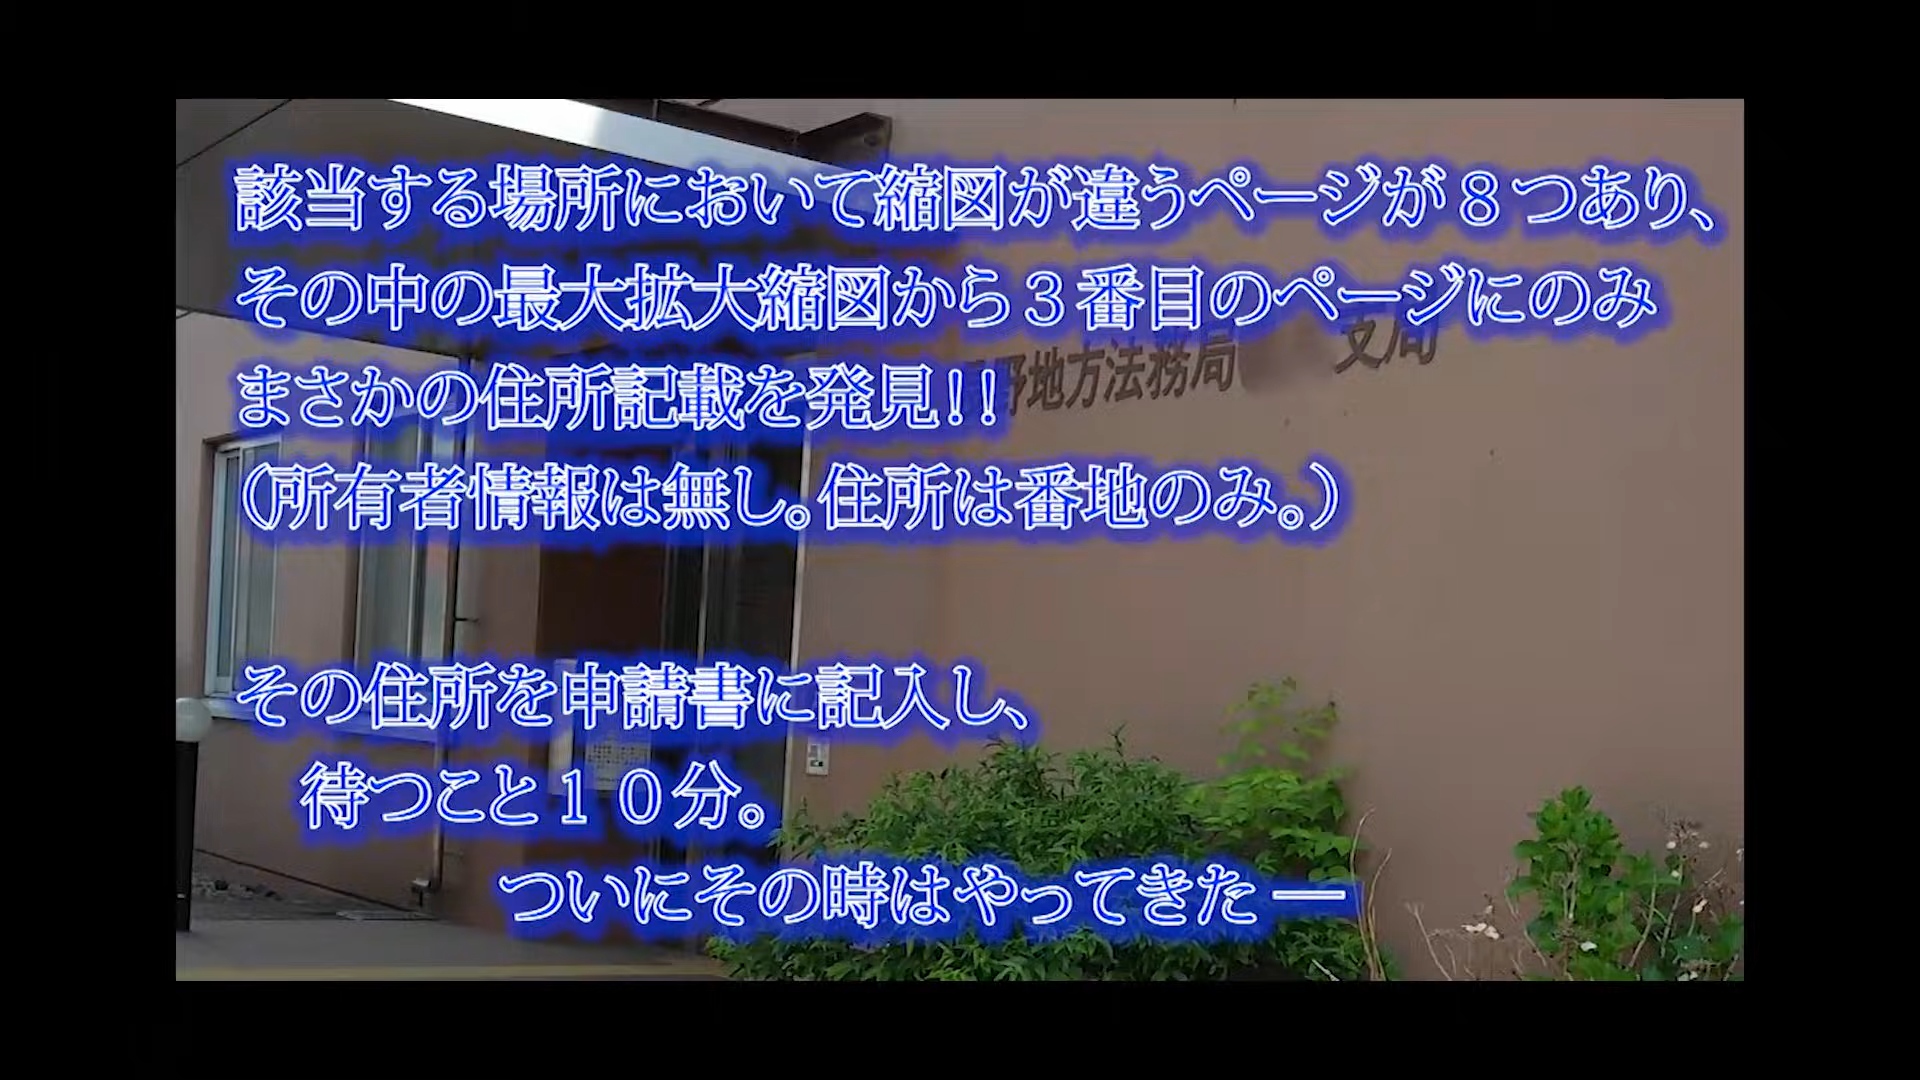 該当する場所において縮図が違うページが８つあり、
その中の最大拡大縮図から３番目のページにのみ
まさかの住所記載を発見！！
（所有者情報は無し。住所は番地のみ。）
野地方法務局 支局
その住所を申請書に記入し、
待つこと１０分。
ついにその時はやってきた ―